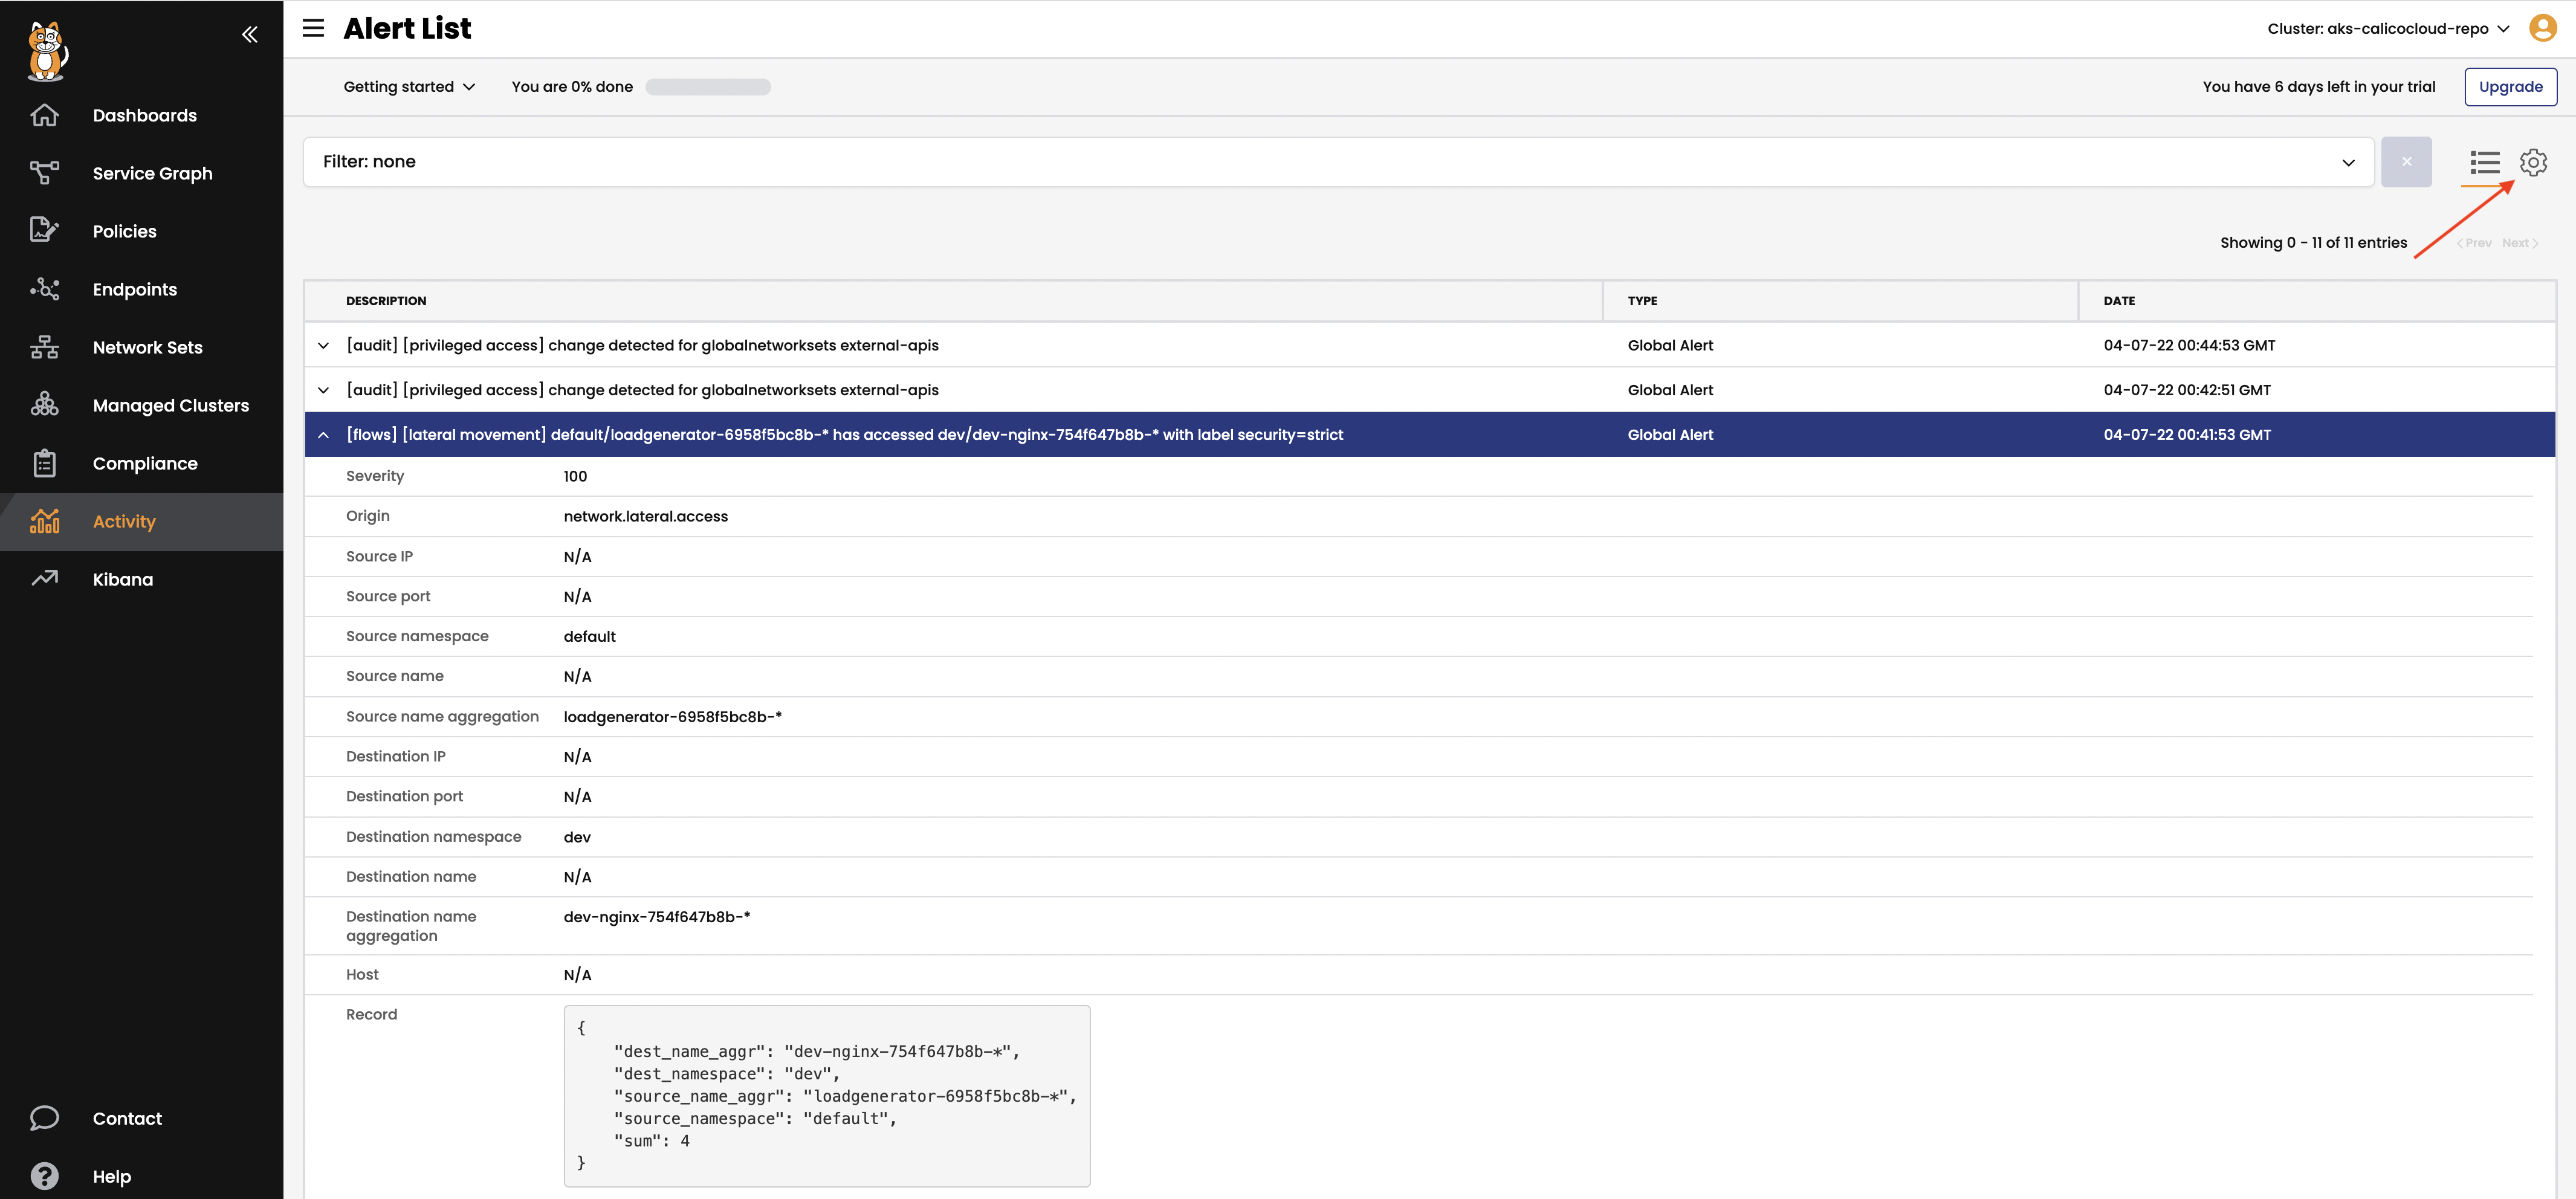 Alert List
Cluster: aks-calicocloud-repo
Getting started
You are 0% done
You have 6 days left in your trial
Upgrade
Dashboards
Service Graph
Policies
Endpoints
Network Sets
Managed Clusters
Compliance
Activity
Kibana
Contact
Help
Filter: none
Showing 0 - 11 of 11 entries
Prev Next
DESCRIPTION TYPE DATE
[audit] [privileged access] change detected for globalnetworksets external-apis Global Alert 04-07-22 00:44:53 GMT
[audit] [privileged access] change detected for globalnetworksets external-apis Global Alert 04-07-22 00:42:51 GMT
[flows] [lateral movement] default/loadgenerator-6958f5bc8b-* has accessed dev/dev-nginx-754f647b8b-* with label security=strict Global Alert 04-07-22 00:41:53 GMT
Severity 100
Origin network.lateral.access
Source IP N/A
Source port N/A
Source namespace default
Source name N/A
Source name aggregation loadgenerator-6958f5bc8b-*
Destination IP N/A
Destination port N/A
Destination namespace dev
Destination name N/A
Destination name dev-nginx-754f647b8b-*
aggregation
Host N/A
Record
{
"dest_name_aggr": "dev-nginx-754f647b8b-*",
"dest_namespace": "dev",
"source_name_aggr": "loadgenerator-6958f5bc8b-*",
"source_namespace": "default",
"sum": 4
}